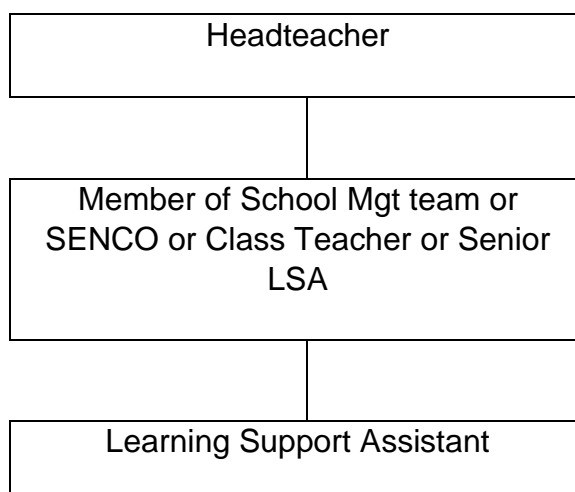 Headteacher
Member of School Mgt team or
SENCO or Class Teacher or Senior
LSA
Learning Support Assistant